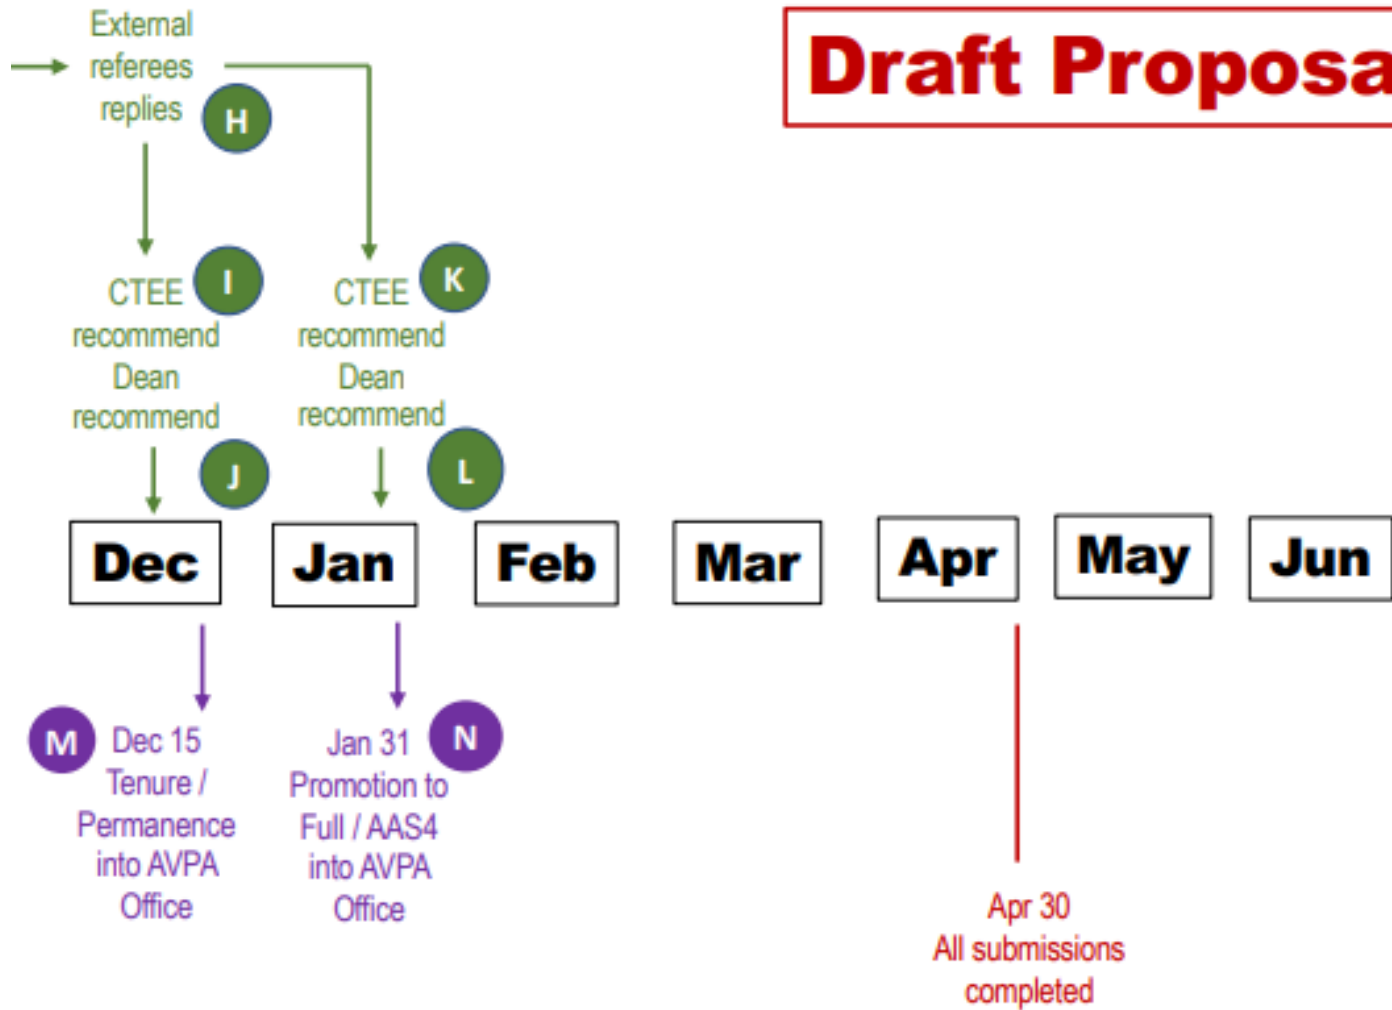 External
referees
replies
H
Draft Proposa
CTEE
I
recommend
Dean
recommend
J
CTEE
K
recommend
Dean
recommend
L
Dec
Jan
Feb
Mar
Apr
May
Jun
M
Dec 15
Tenure /
Permanence
into AVPA
Office
Jan 31
N
Promotion to
Full / AAS4
into AVPA
Office
Apr 30
All submissions
completed